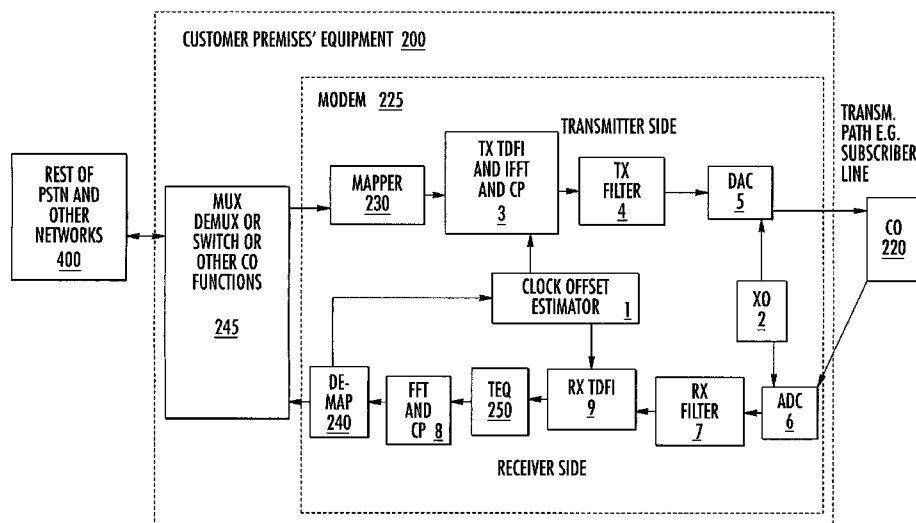 CUSTOMER PREMISES' EQUIPMENT 200
MODEM 225
TRANSMITTER SIDE
TRANSM.
PATH E.G.
SUBSCRIBER
LINE
REST OF
PSTN AND
OTHER
NETWORKS
400
MUX
DEMUX OR
SWITCH OR
OTHER CO
FUNCTIONS
245
MAPPER
230
TX TDFI
AND IFFT
AND CP
3
TX
FILTER
4
DAC
5
CO
220
CLOCK OFFSET
ESTIMATOR 1
XO
2
DE-
MAP
240
FFT
AND
CP 8
TEQ
250
RX TDFI
9
RX
FILTER
7
ADC
6
RECEIVER SIDE